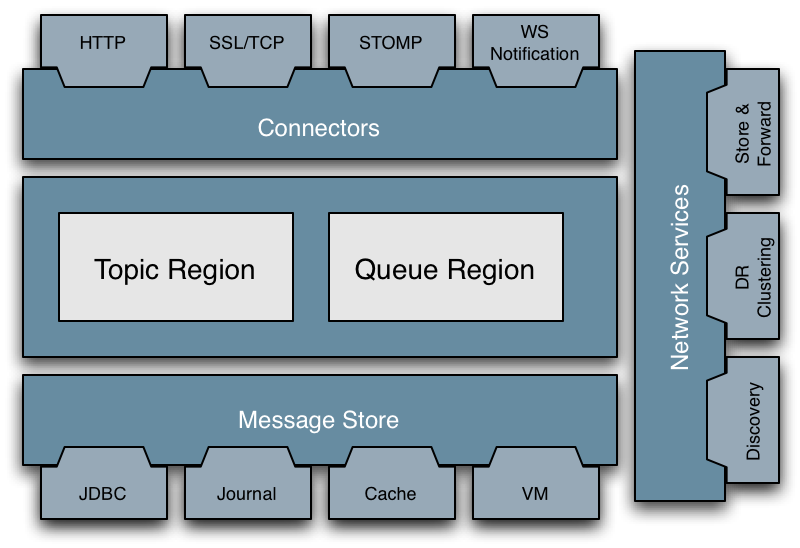 HTTP
SSL/TCP
STOMP
WS
Notification
Connectors
Topic Region
Queue Region
Message Store
JDBC
Journal
Cache
VM
Network Services
Store &
Forward
DR
Clustering
Discovery